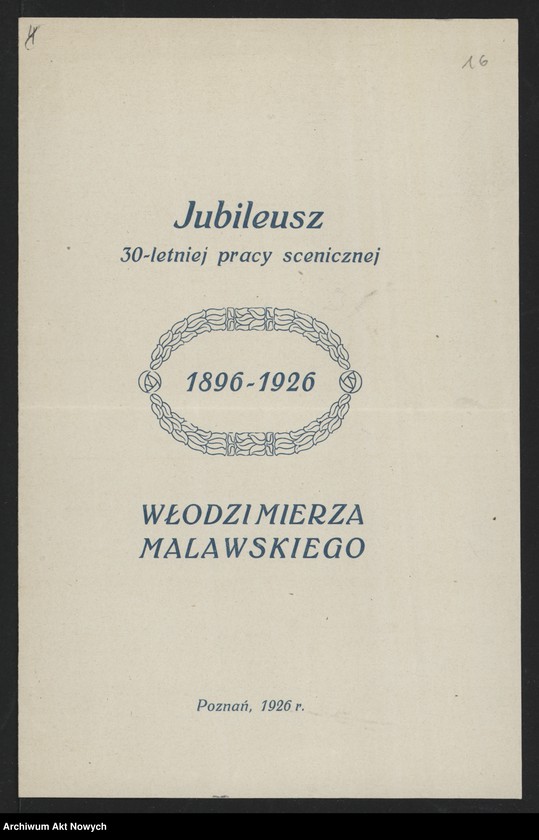 16
Jubileusz
30-letniej pracy scenicznej
1896-1926
WŁODZIMIERZA
MALAWSKIEGO
Poznań, 1926 r.
Archiwum Akt Nowych